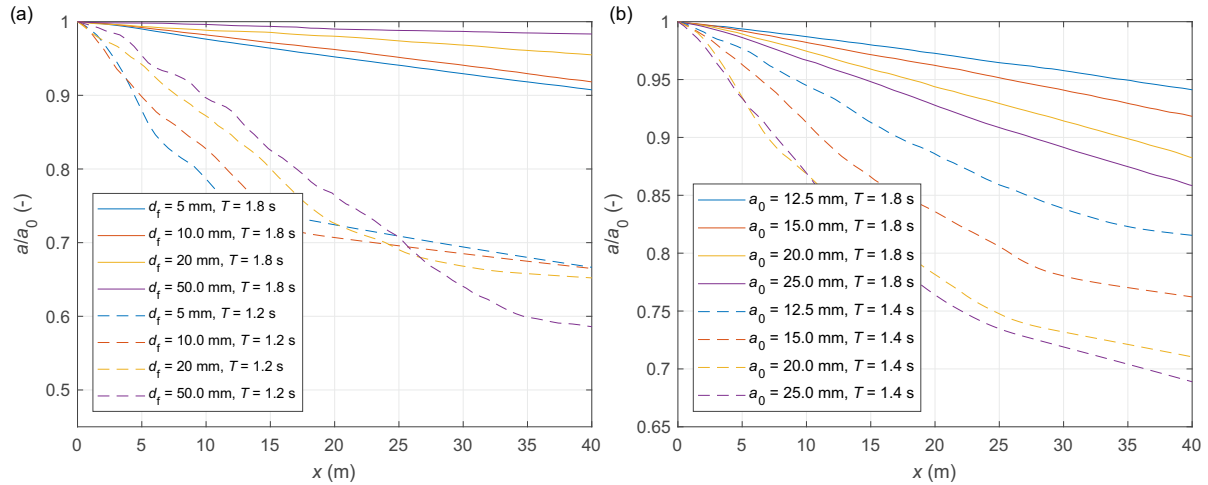 (a)
1
0.9
0.8
0.7
0.6
0.5
a/a0 (-)
df = 5 mm, T = 1.8 s
df = 10.0 mm, T = 1.8 s
df = 20 mm, T = 1.8 s
df = 50.0 mm, T = 1.8 s
df = 5 mm, T = 1.2 s
df = 10.0 mm, T = 1.2 s
df = 20 mm, T = 1.2 s
df = 50.0 mm, T = 1.2 s
0 5 10 15 20 25 30 35 40
x (m)
(b)
1
0.95
0.9
0.85
0.8
0.75
0.7
0.65
a/a0 (-)
a0 = 12.5 mm, T = 1.8 s
a0 = 15.0 mm, T = 1.8 s
a0 = 20.0 mm, T = 1.8 s
a0 = 25.0 mm, T = 1.8 s
a0 = 12.5 mm, T = 1.4 s
a0 = 15.0 mm, T = 1.4 s
a0 = 20.0 mm, T = 1.4 s
a0 = 25.0 mm, T = 1.4 s
0 5 10 15 20 25 30 35 40
x (m)